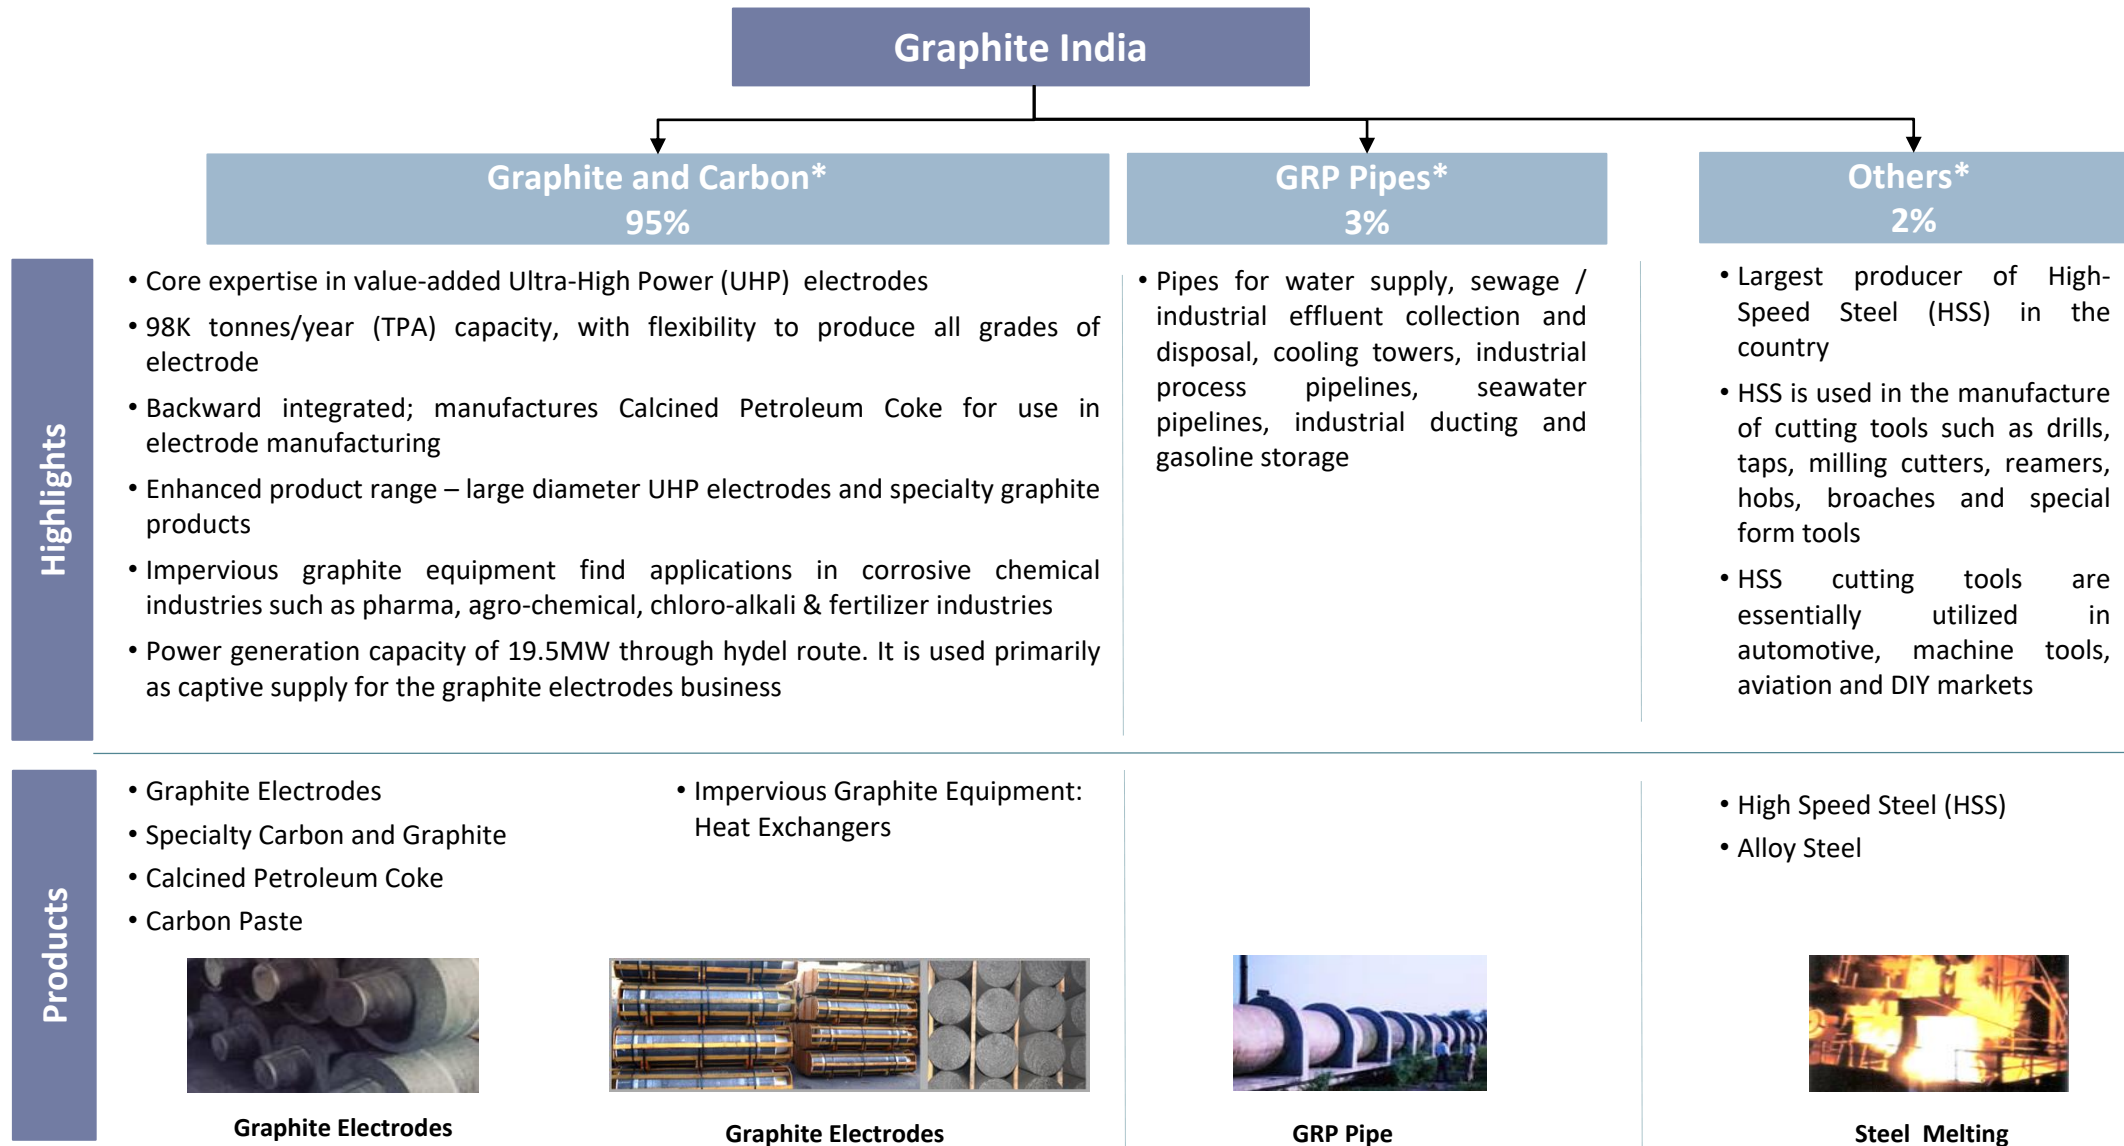 Graphite India
Graphite and Carbon*
95%
GRP Pipes*
3%
Others*
2%
Highlights
• Core expertise in value-added Ultra-High Power (UHP) electrodes
• 98K tonnes/year (TPA) capacity, with flexibility to produce all grades of
electrode
• Backward integrated; manufactures Calcined Petroleum Coke for use in
electrode manufacturing
• Enhanced product range – large diameter UHP electrodes and specialty graphite
products
• Impervious graphite equipment find applications in corrosive chemical
industries such as pharma, agro-chemical, chloro-alkali & fertilizer industries
• Power generation capacity of 19.5MW through hydel route. It is used primarily
as captive supply for the graphite electrodes business
• Pipes for water supply, sewage /
industrial effluent collection and
disposal, cooling towers, industrial
process pipelines, seawater
pipelines, industrial ducting and
gasoline storage
• Largest producer of High-
Speed Steel (HSS) in the
country
• HSS is used in the manufacture
of cutting tools such as drills,
taps, milling cutters, reamers,
hobs, broaches and special
form tools
• HSS cutting tools are
essentially utilized in
automotive, machine tools,
aviation and DIY markets
Products
• Graphite Electrodes
• Specialty Carbon and Graphite
• Calcined Petroleum Coke
• Carbon Paste
• Impervious Graphite Equipment:
Heat Exchangers
• High Speed Steel (HSS)
• Alloy Steel
Graphite Electrodes
Graphite Electrodes
GRP Pipe
Steel Melting